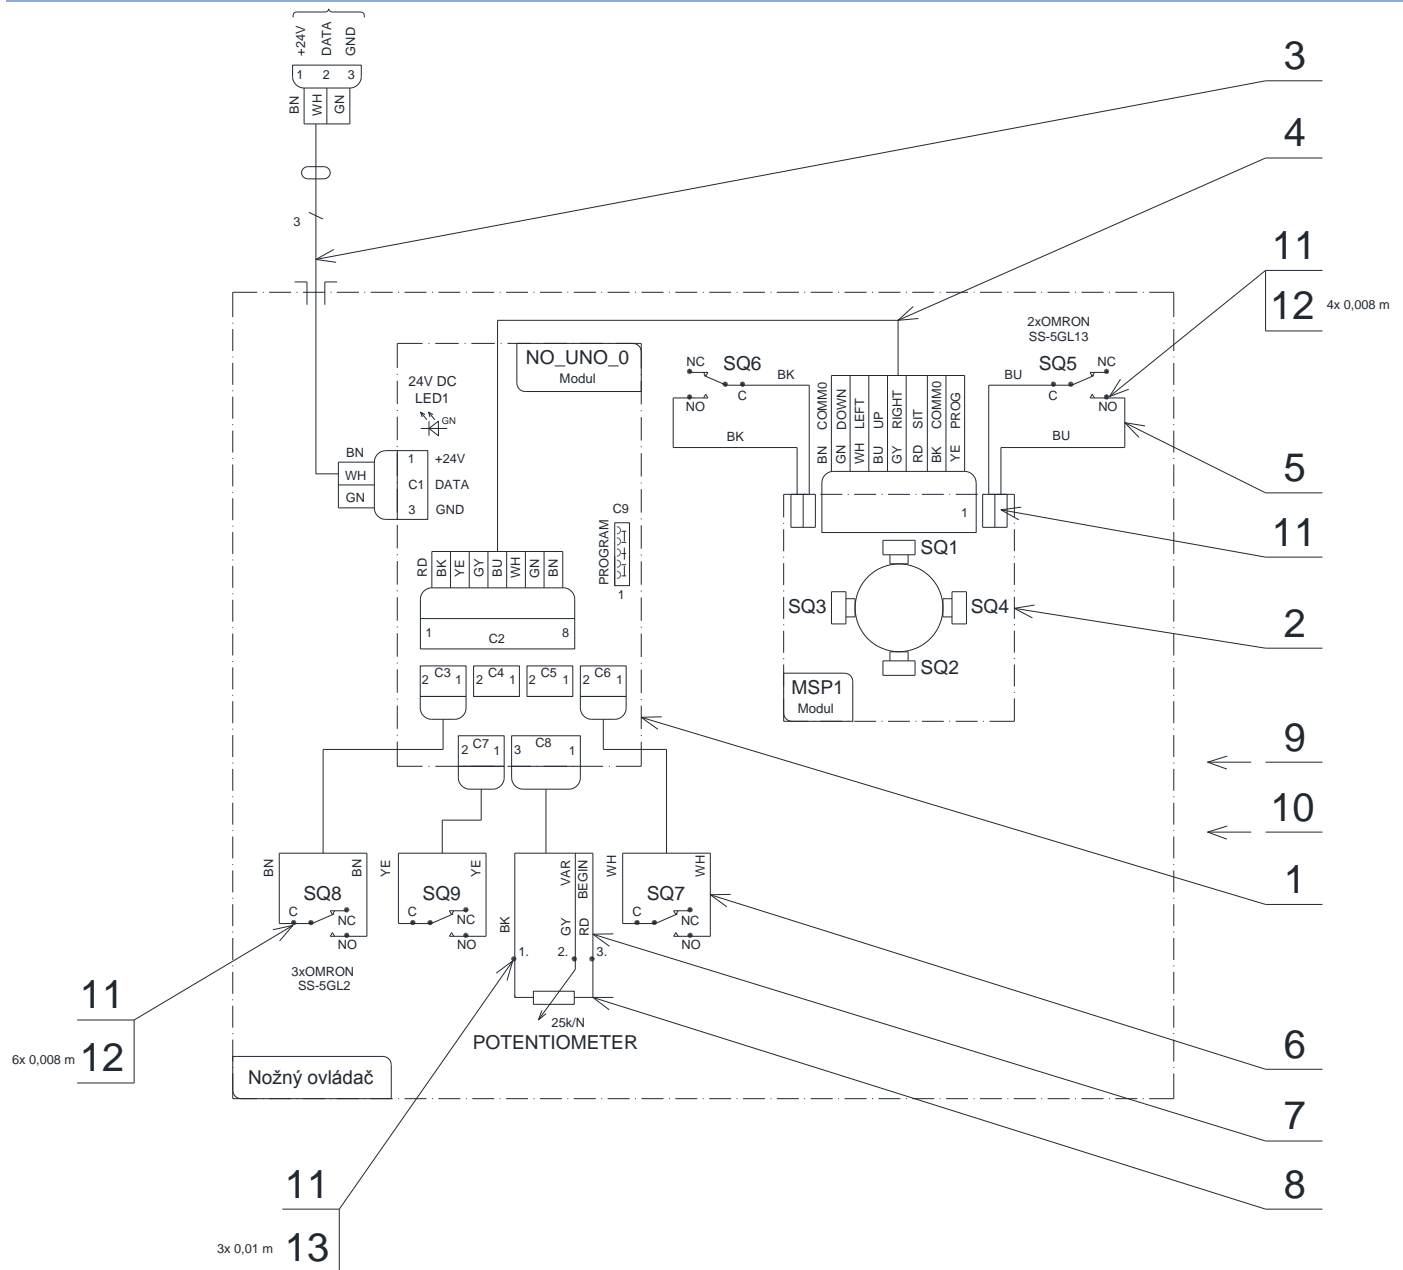 +24V
DATA
GND
1 2 3
BN
WH
GN
3
3
4
11
12 4x 0,008 m
2xOMRON
SS-5GL13
NO_UNO_0
Modul
24V DC
LED1
GN
NC
SQ6
BK
C
NO
BK
BN COMM0
GN DOWN
WH LEFT
BU UP
GY RIGHT
RD SIT
BK COMM0
YE PROG
BU
SQ5
NC
C
NO
BU
5
BN
WH
GN
1 +24V
C1 DATA
3 GND
C9
PROGRAM
1
1
11
RD
BK
YE
GY
BU
WH
GN
BN
1 C2 8
SQ1
SQ3
SQ4
SQ2
2
MSP1
Modul
2 C3 1
2 C4 1
2 C5 1
2 C6 1
2 C7 1
3 C8 1
9
10
1
BN
BN
SQ8
C
NC
NO
YE
YE
SQ9
C
NC
NO
BK
GY VAR
RD BEGIN
1.
2.
3.
WH
WH
SQ7
C
NC
NO
3xOMRON
SS-5GL2
25k/N
POTENTIOMETER
11
6x 0,008 m 12
Nožný ovládač
6
7
8
11
3x 0,01 m 13